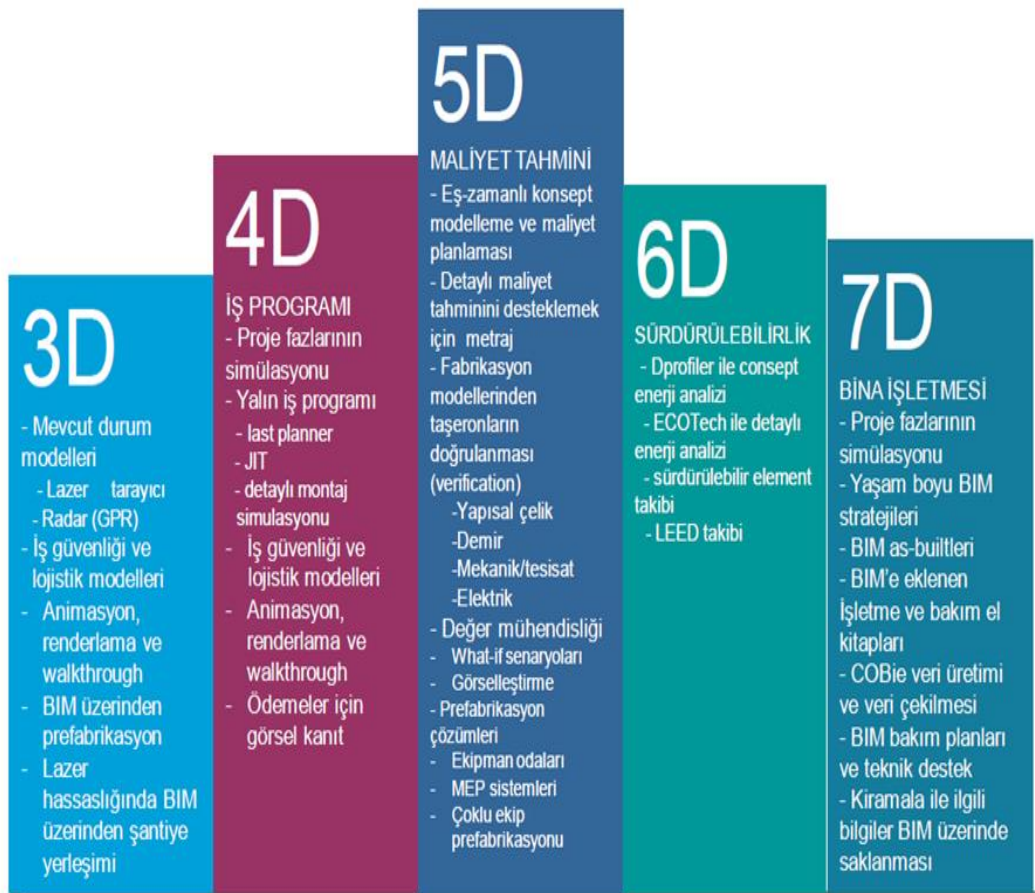 3D
- Mevcut durum
modelleri
- Lazer tarayıcı
- Radar (GPR)
- İş güvenliği ve
lojistik modelleri
- Animasyon,
renderlama ve
walkthrough
- BIM üzerinden
prefabrikasyon
- Lazer
hassaslığında BIM
üzerinden şantiye
yerleşimi
4D
İŞ PROGRAMI
- Proje fazlarının
simülasyonu
- Yalın iş programı
- last planner
- JIT
- detaylı montaj
simulasyonu
- İş güvenliği ve
lojistik modelleri
- Animasyon,
renderlama ve
walkthrough
- Ödemeler için
görsel kanıt
5D
MALİYET TAHMİNİ
- Eş-zamanlı konsept
modelleme ve maliyet
planlaması
- Detaylı maliyet
tahminini desteklemek
için metraj
- Fabrikasyon
modellerinden
taşeronların
doğrulanması
(verification)
-Yapısal çelik
-Demir
-Mekanik/tesisat
-Elektrik
- Değer mühendisliği
- What-if senaryoları
- Görselleştirme
- Prefabrikasyon
çözümleri
- Ekipman odaları
- MEP sistemleri
- Çoklu ekip
prefabrikasyonu
6D
SÜRDÜRÜLEBİLİRLİK
- Dprofiler ile consept
enerji analizi
- ECOTech ile detaylı
enerji analizi
- sürdürülebilir element
takibi
- LEED takibi
7D
BİNA İŞLETMESİ
- Proje fazlarının
simülasyonu
- Yaşam boyu BIM
stratejileri
- BIM as-builtleri
- BIM'e eklenen
İşletme ve bakım el
kitapları
- COBie veri üretimi
ve veri çekilmesi
- BIM bakım planları
ve teknik destek
- Kiramala ile ilgili
bilgiler BIM üzerinde
saklanması